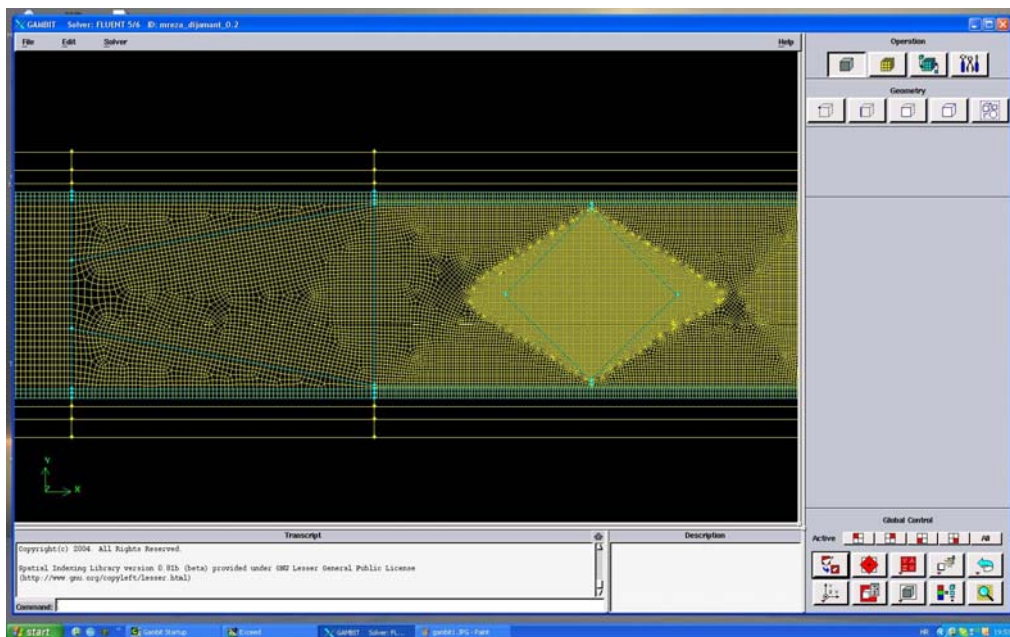 GAMBIT Solver: FLUENT 5/6 ID: mreza_dijamant_0.2
File Edit Solver Help
Operation
Geometry
Y
Z X
Global Control
Active All
Transcript
Description
Copyright(c) 2004. All Rights Reserved.
Spatial Indexing Library version 0.81b (beta) provided under GNU Lesser General Public License
(http://www.gnu.org/copyleft/lesser.html)
Command:
start Gambit Startup Exceed GAMBIT Solver: FL... gambit1.JPG - Paint HR